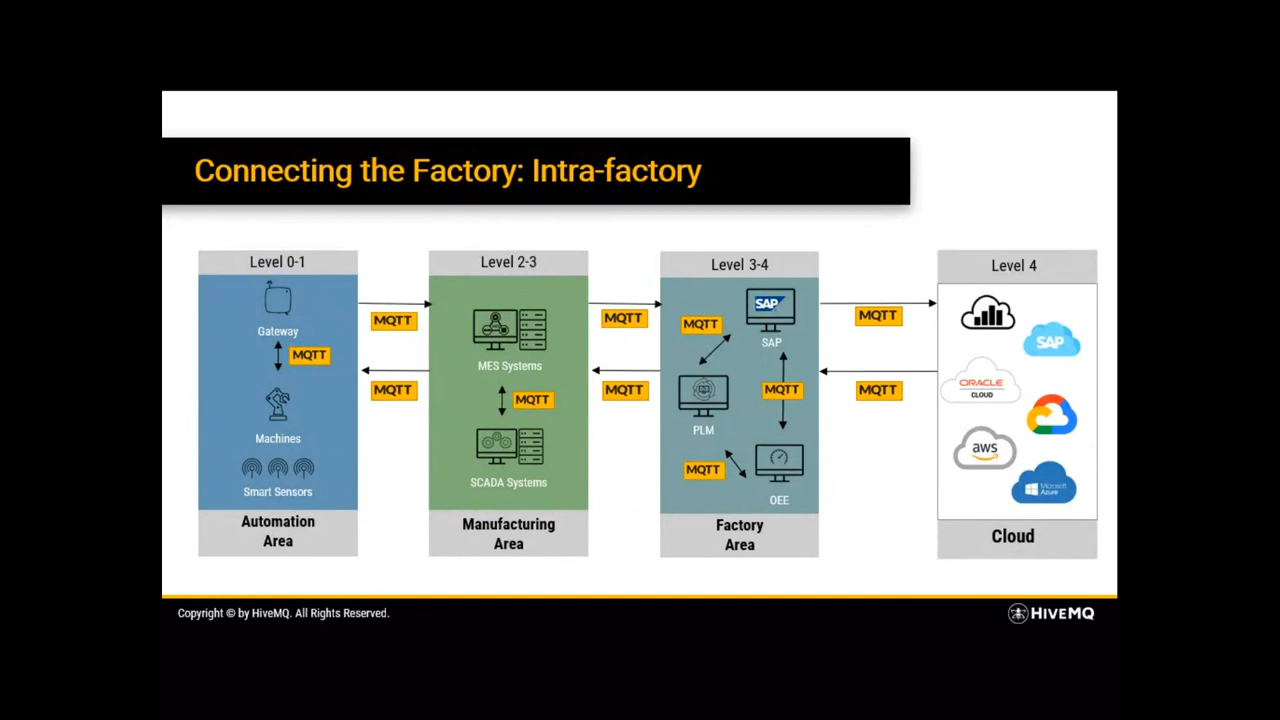 Connecting the Factory: Intra-factory
Level 0-1
Gateway
MQTT
Machines
Smart Sensors
Automation
Area
MQTT
MQTT
Level 2-3
MES Systems
MQTT
SCADA Systems
Manufacturing
Area
MQTT
MQTT
Level 3-4
SAP
SAP
MQTT
PLM
MQTT
MQTT
OEE
Factory
Area
MQTT
MQTT
Level 4
SAP
ORACLE
CLOUD
aws
Microsoft
Azure
Cloud
Copyright © by HiveMQ. All Rights Reserved.
HIVEMQ